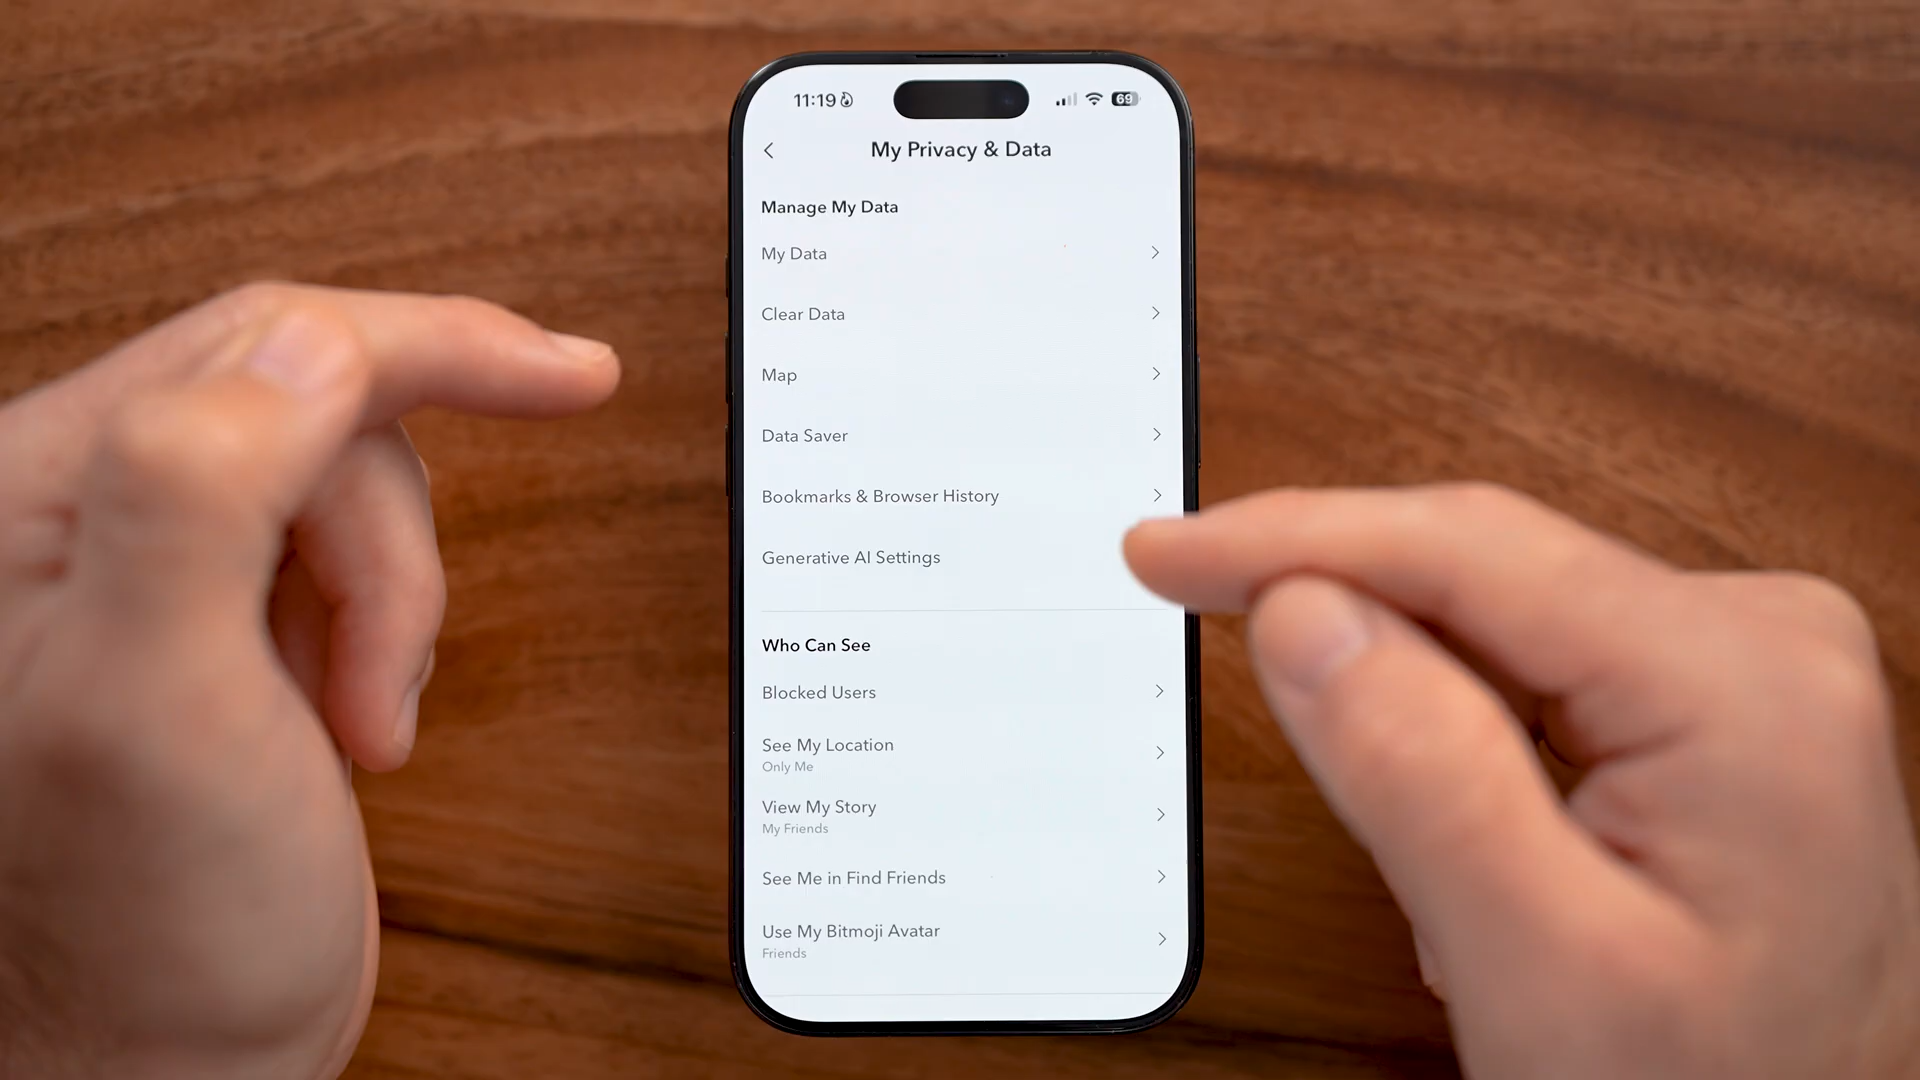 11:19
69
My Privacy & Data
Manage My Data
My Data
Clear Data
Map
Data Saver
Bookmarks & Browser History
Generative AI Settings
Who Can See
Blocked Users
See My Location
Only Me
View My Story
My Friends
See Me in Find Friends
Use My Bitmoji Avatar
Friends